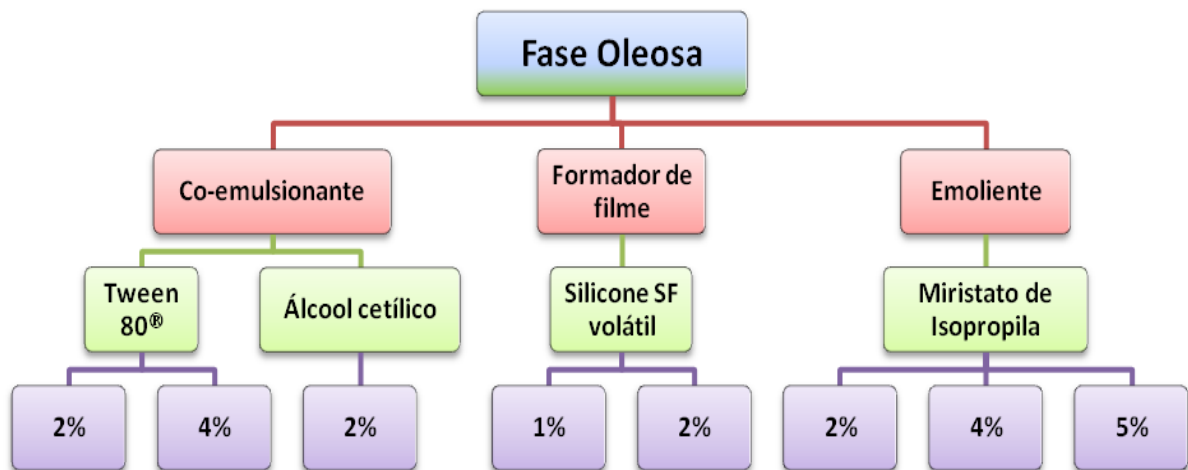 Fase Oleosa
Co-emulsionante
Formador de
filme
Emoliente
Tween
80®
Álcool cetílico
Silicone SF
volátil
Miristato de
Isopropila
2%
4%
2%
1%
2%
2%
4%
5%